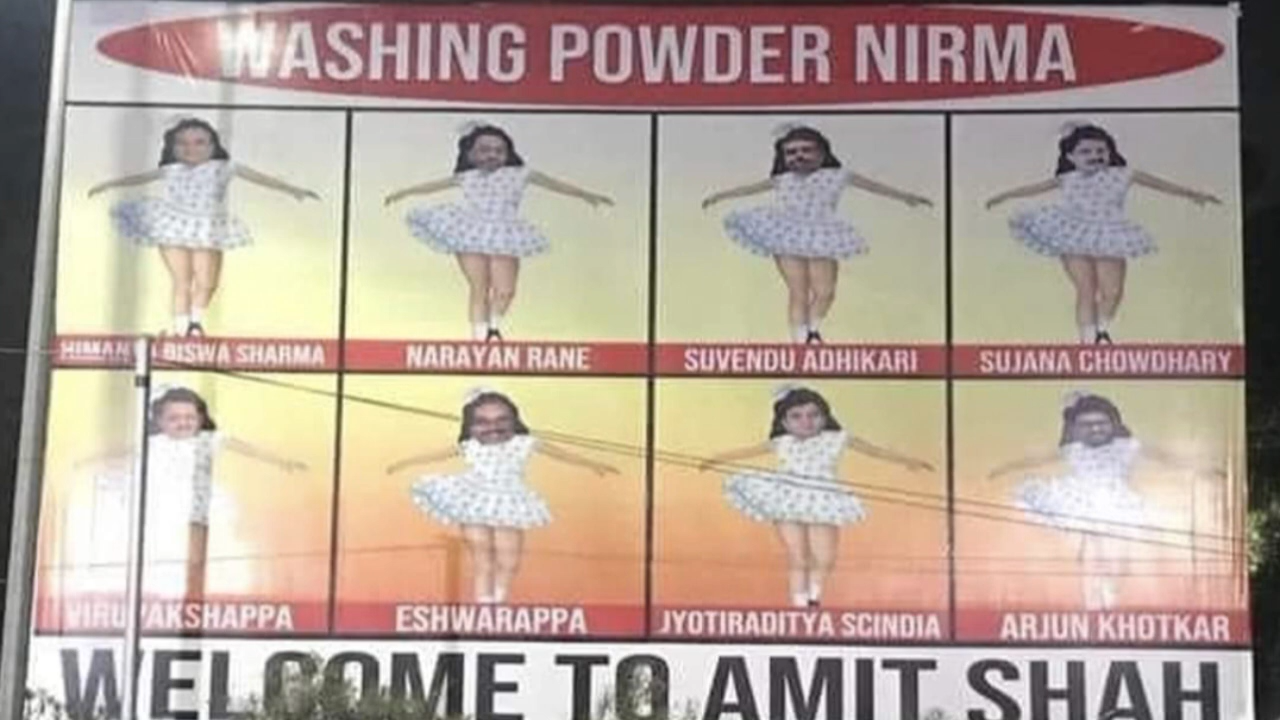 WASHING POWDER NIRMA
HIMANTA BISWA SHARMA
NARAYAN RANE
SUVENDU ADHIKARI
SUJANA CHOWDHARY
VIRUPAKSHAPPA
ESHWARAPPA
JYOTIRADITYA SCINDIA
ARJUN KHOTKAR
WELCOME TO AMIT SHAH